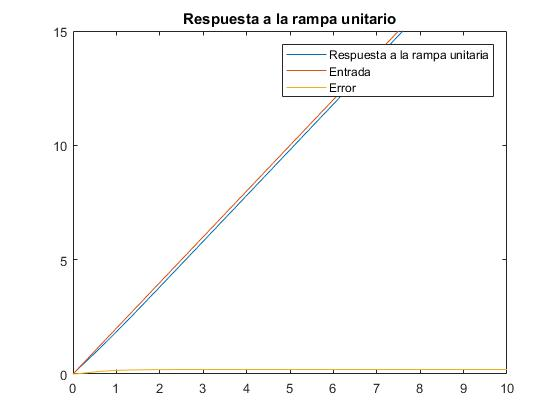 Respuesta a la rampa unitario
15
Respuesta a la rampa unitaria
Entrada
Error
10
5
0
0 1 2 3 4 5 6 7 8 9 10